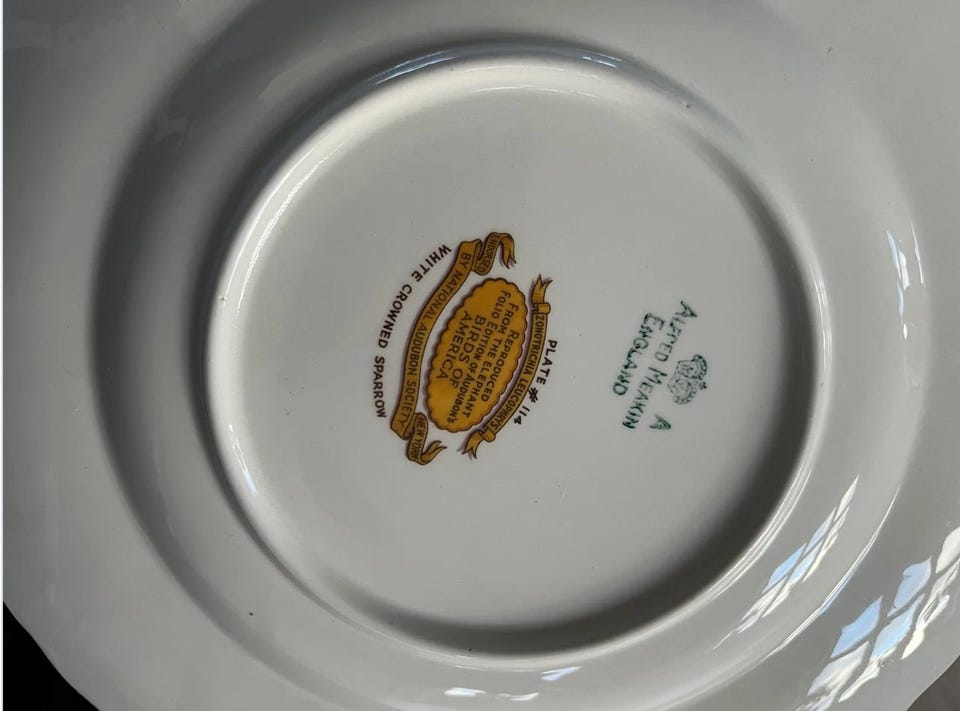 PLATE # 114
ZONOTRICHIA LEUCOPHRYS
REPRODUCED
FROM THE ELEPHANT
FOLIO EDITION OF AUDUBON'S
BIRDS OF
AMERICA
ENDORSED
BY NATIONAL AUDUBON SOCIETY
NEW YORK
WHITE CROWNED SPARROW
A
ALFRED MEAKIN
ENGLAND